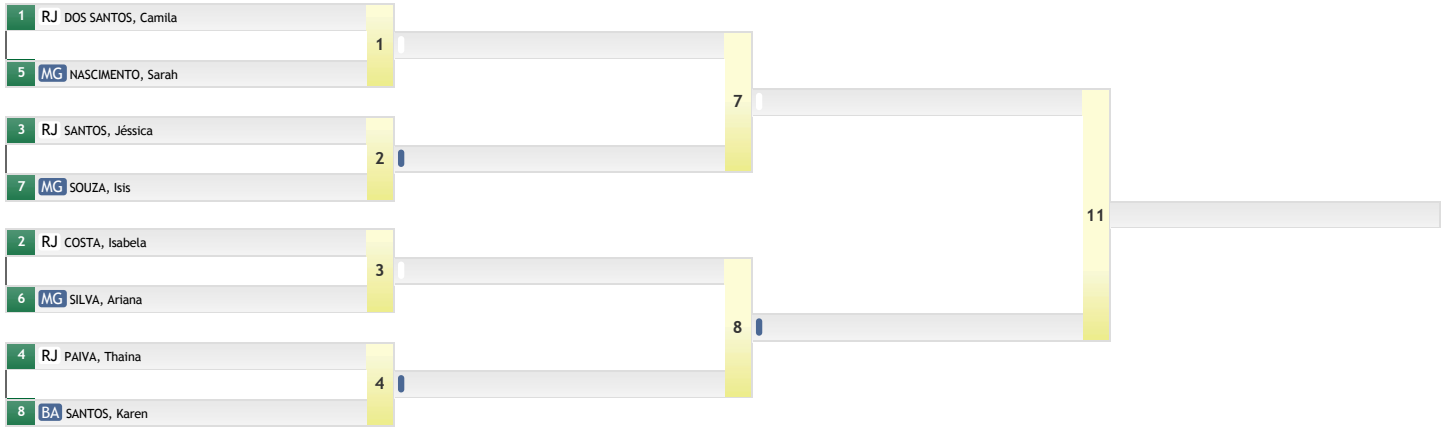 1 RJ DOS SANTOS, Camila
1
5 MG NASCIMENTO, Sarah
7
3 RJ SANTOS, Jéssica
2
7 MG SOUZA, Isis
11
2 RJ COSTA, Isabela
3
6 MG SILVA, Ariana
8
4 RJ PAIVA, Thaina
4
8 BA SANTOS, Karen